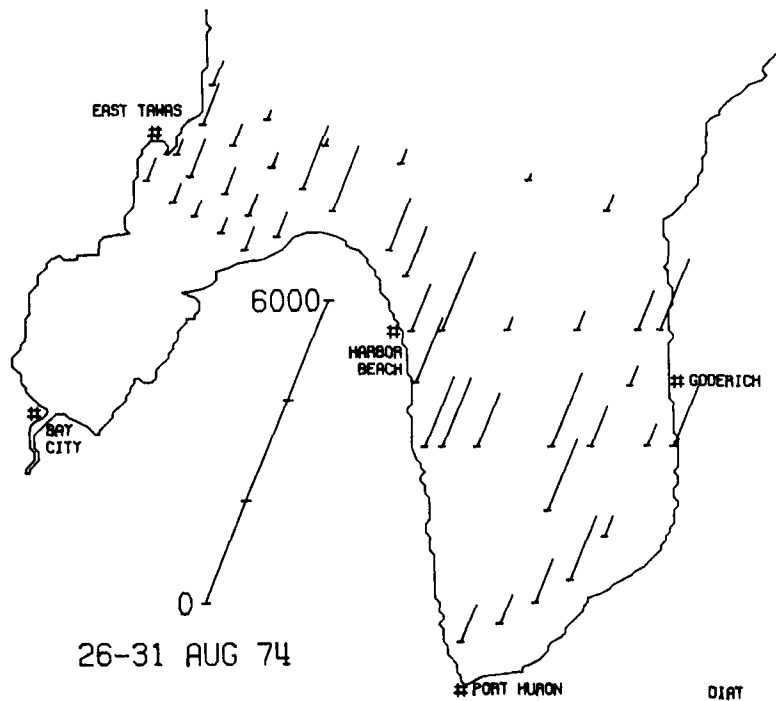 EAST TAWAS
6000
HARBOR
BEACH
# GODERICH
BAY
CITY
0
26-31 AUG 74
# PORT HURON
DIAT